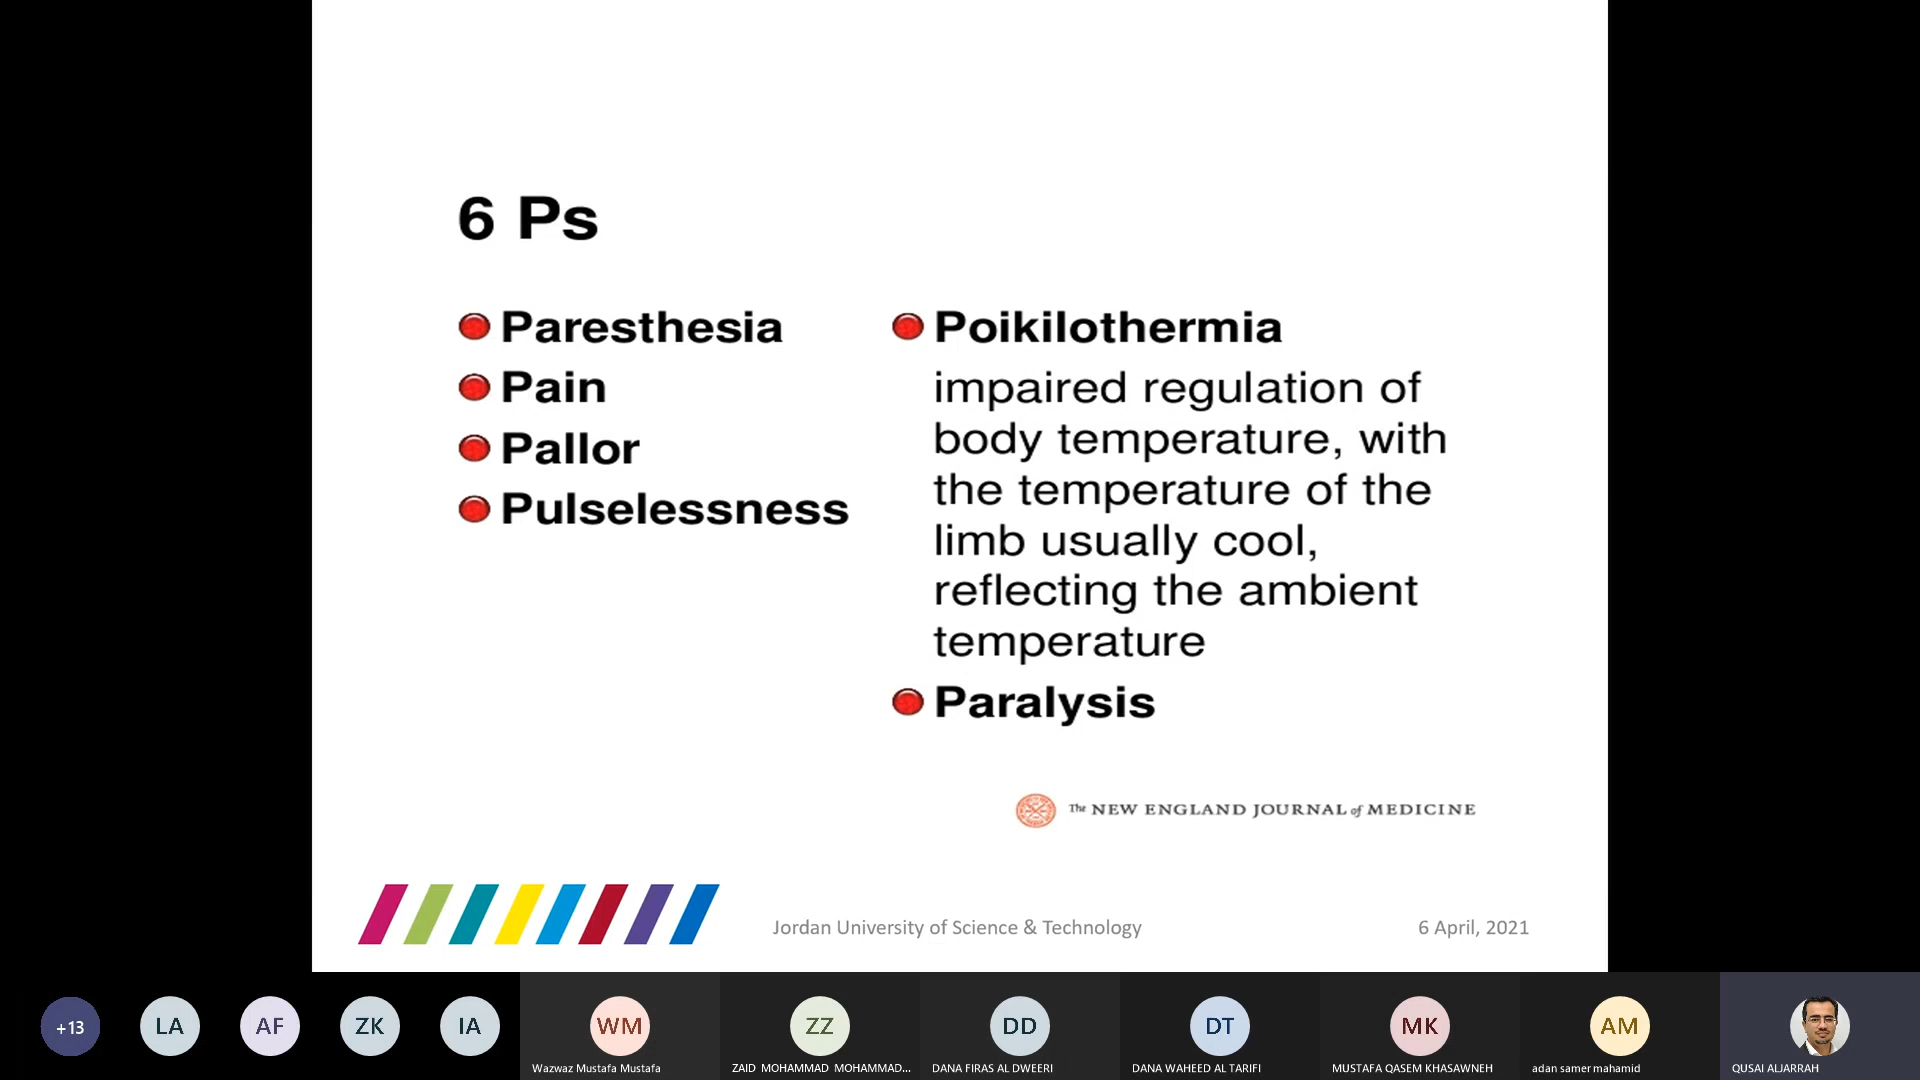 6 Ps
Paresthesia
Pain
Pallor
Pulselessness
Poikilothermia
impaired regulation of
body temperature, with
the temperature of the
limb usually cool,
reflecting the ambient
temperature
Paralysis
The NEW ENGLAND JOURNAL of MEDICINE
Jordan University of Science & Technology
6 April, 2021
+13
LA
AF
ZK
IA
WM
ZZ
DD
DT
MK
AM
Wazwaz Mustafa Mustafa
ZAID MOHAMMAD MOHAMMAD...
DANA FIRAS AL DWEERI
DANA WAHEED AL TARIFI
MUSTAFA QASEM KHASAWNEH
adan samer mahamid
QUSAI ALJARRAH